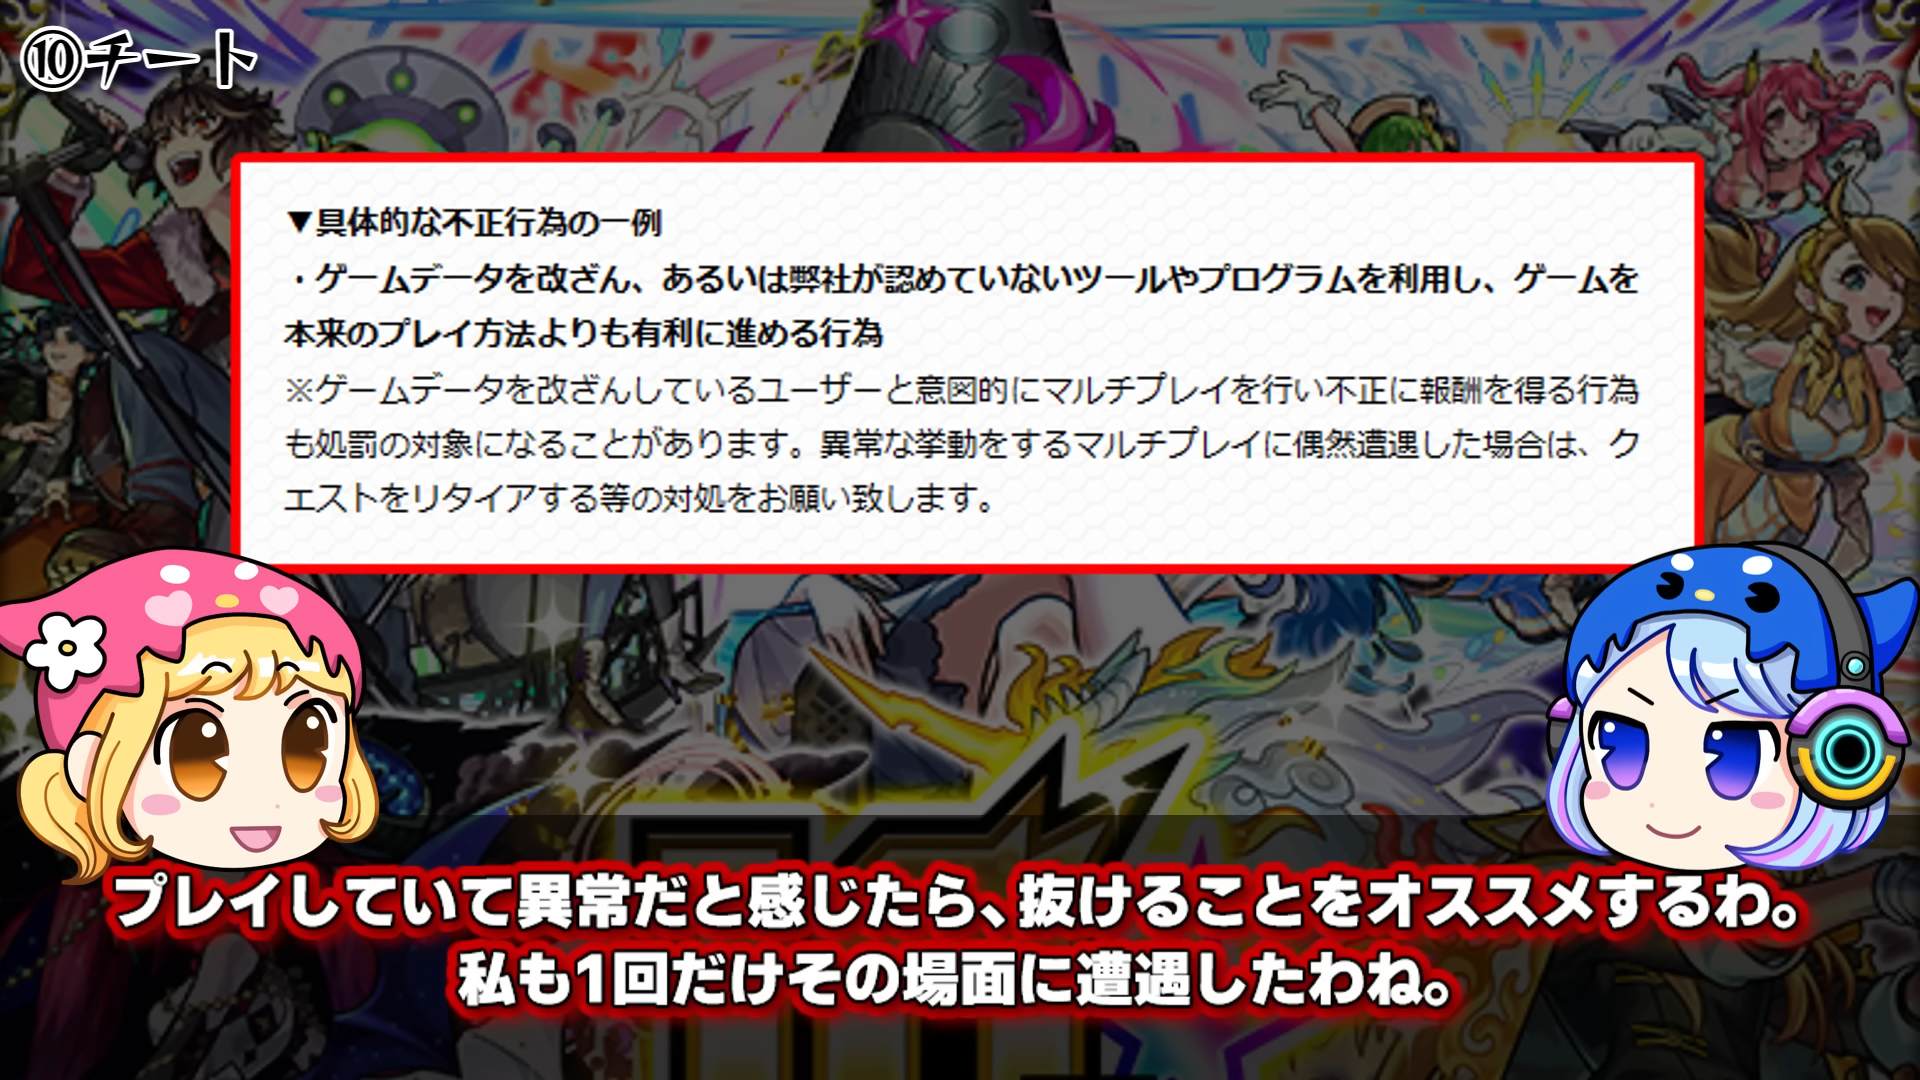 ⑩チート
▼具体的な不正行為の一例
・ゲームデータを改ざん、あるいは弊社が認めていないツールやプログラムを利用し、ゲームを
本来のプレイ方法よりも有利に進める行為
※ゲームデータを改ざんしているユーザーと意図的にマルチプレイを行い不正に報酬を得る行為
も処罰の対象になることがあります。異常な挙動をするマルチプレイに偶然遭遇した場合は、ク
エストをリタイアする等の対処をお願い致します。
プレイしていて異常だと感じたら、抜けることをオススメするわ。
私も1回だけその場面に遭遇したわね。